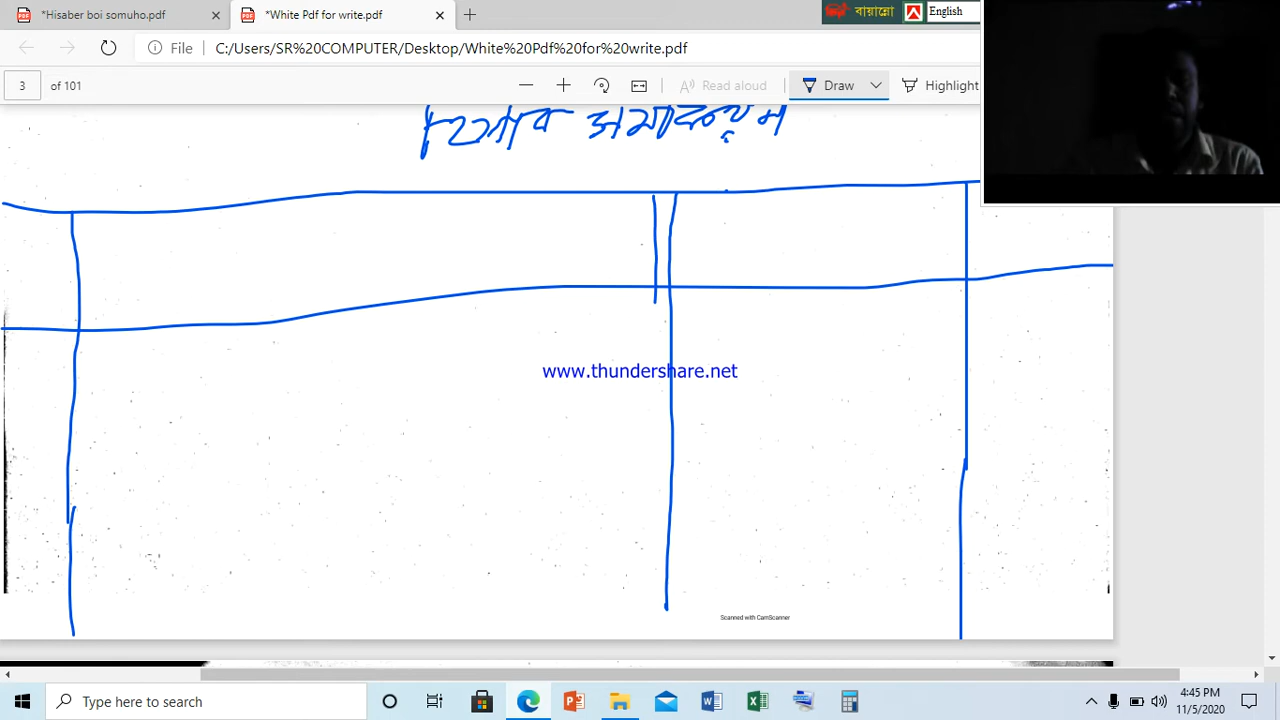 *Hisaber boi somikoron.pdf
*White Pdf for write.pdf
বায়ান্নো
English
File
C:/Users/SR%20COMPUTER/Desktop/White%20Pdf%20for%20write.pdf
3 of 101
Read aloud
Draw
Highlight
হিসাব সমীকরণ
www.thundershare.net
Scanned with CamScanner
Type here to search
4:45 PM
11/5/2020